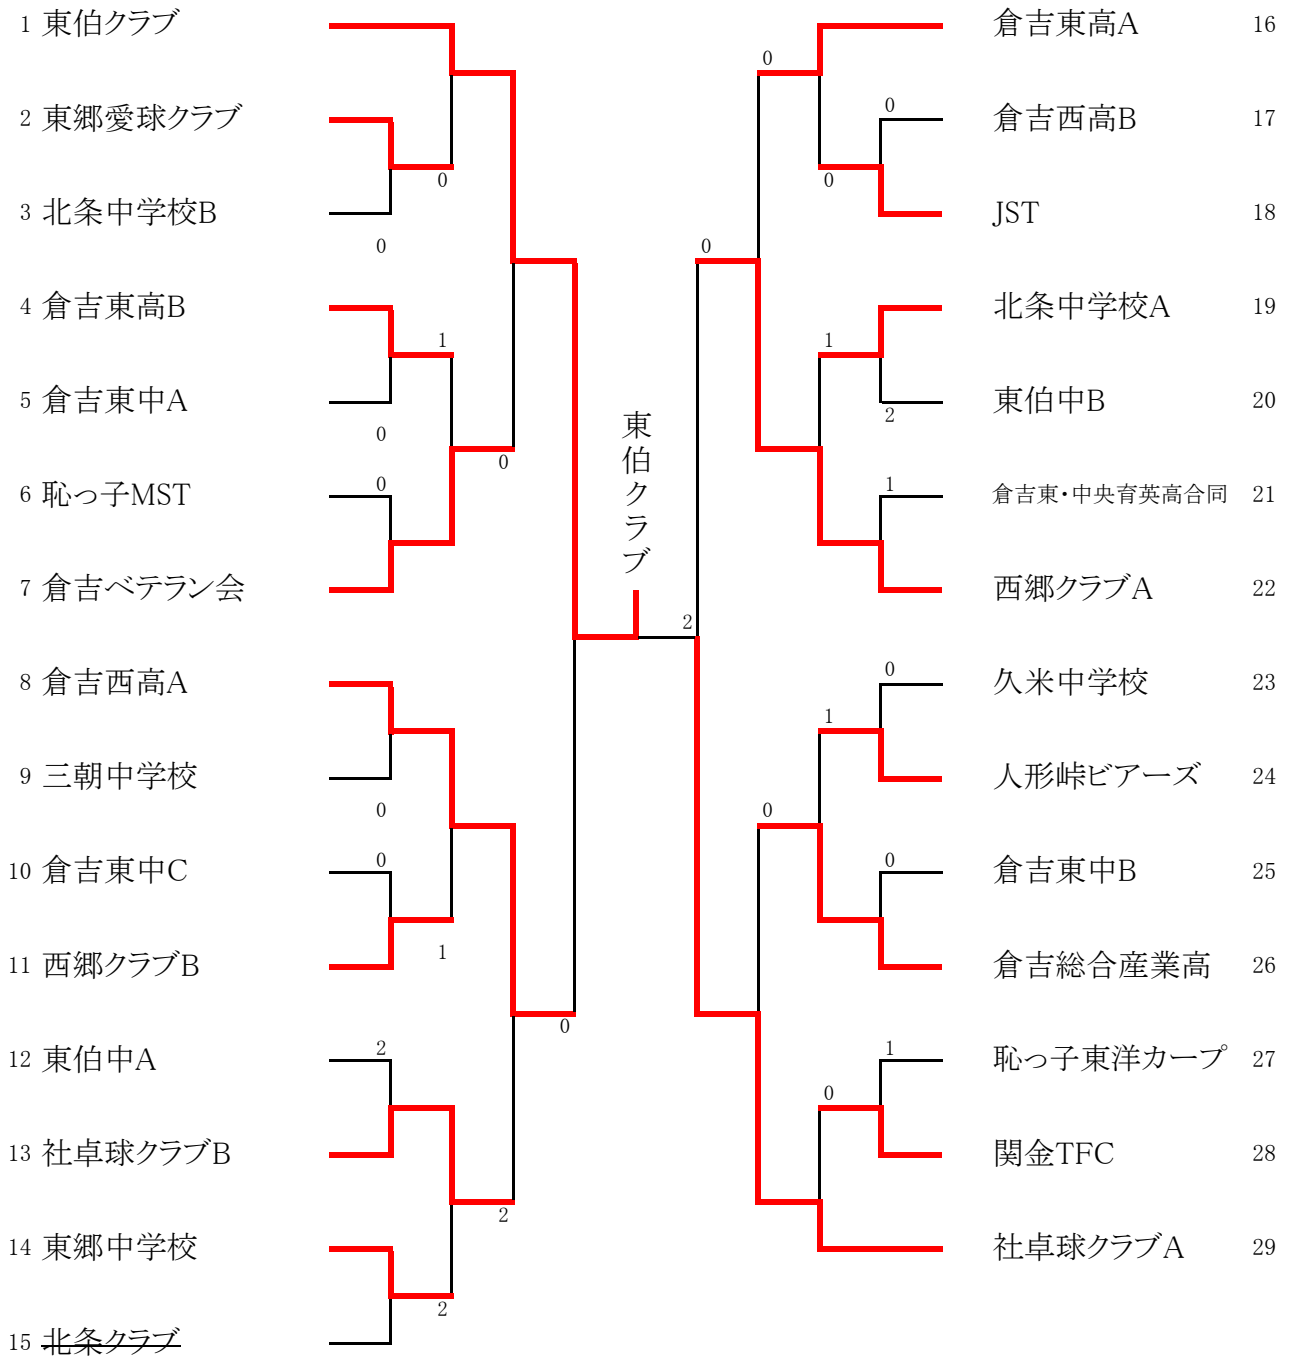 1 東伯クラブ
2 東郷愛球クラブ
0
3 北条中学校B
0
4 倉吉東高B
1
5 倉吉東中A
0
0
6 恥っ子MST
0
7 倉吉ベテラン会
8 倉吉西高A
9 三朝中学校
0
10 倉吉東中C
0
1
11 西郷クラブB
0
12 東伯中A
2
13 社卓球クラブB
2
14 東郷中学校
2
15 北条クラブ
東伯クラブ
2
倉吉東高A 16
0
倉吉西高B 17
0
0
JST 18
0
北条中学校A 19
1
東伯中B 20
2
倉吉東・中央育英高合同 21
1
西郷クラブA 22
久米中学校 23
0
1
人形峠ビアーズ 24
0
倉吉東中B 25
0
倉吉総合産業高 26
恥っ子東洋カープ 27
1
0
関金TFC 28
社卓球クラブA 29